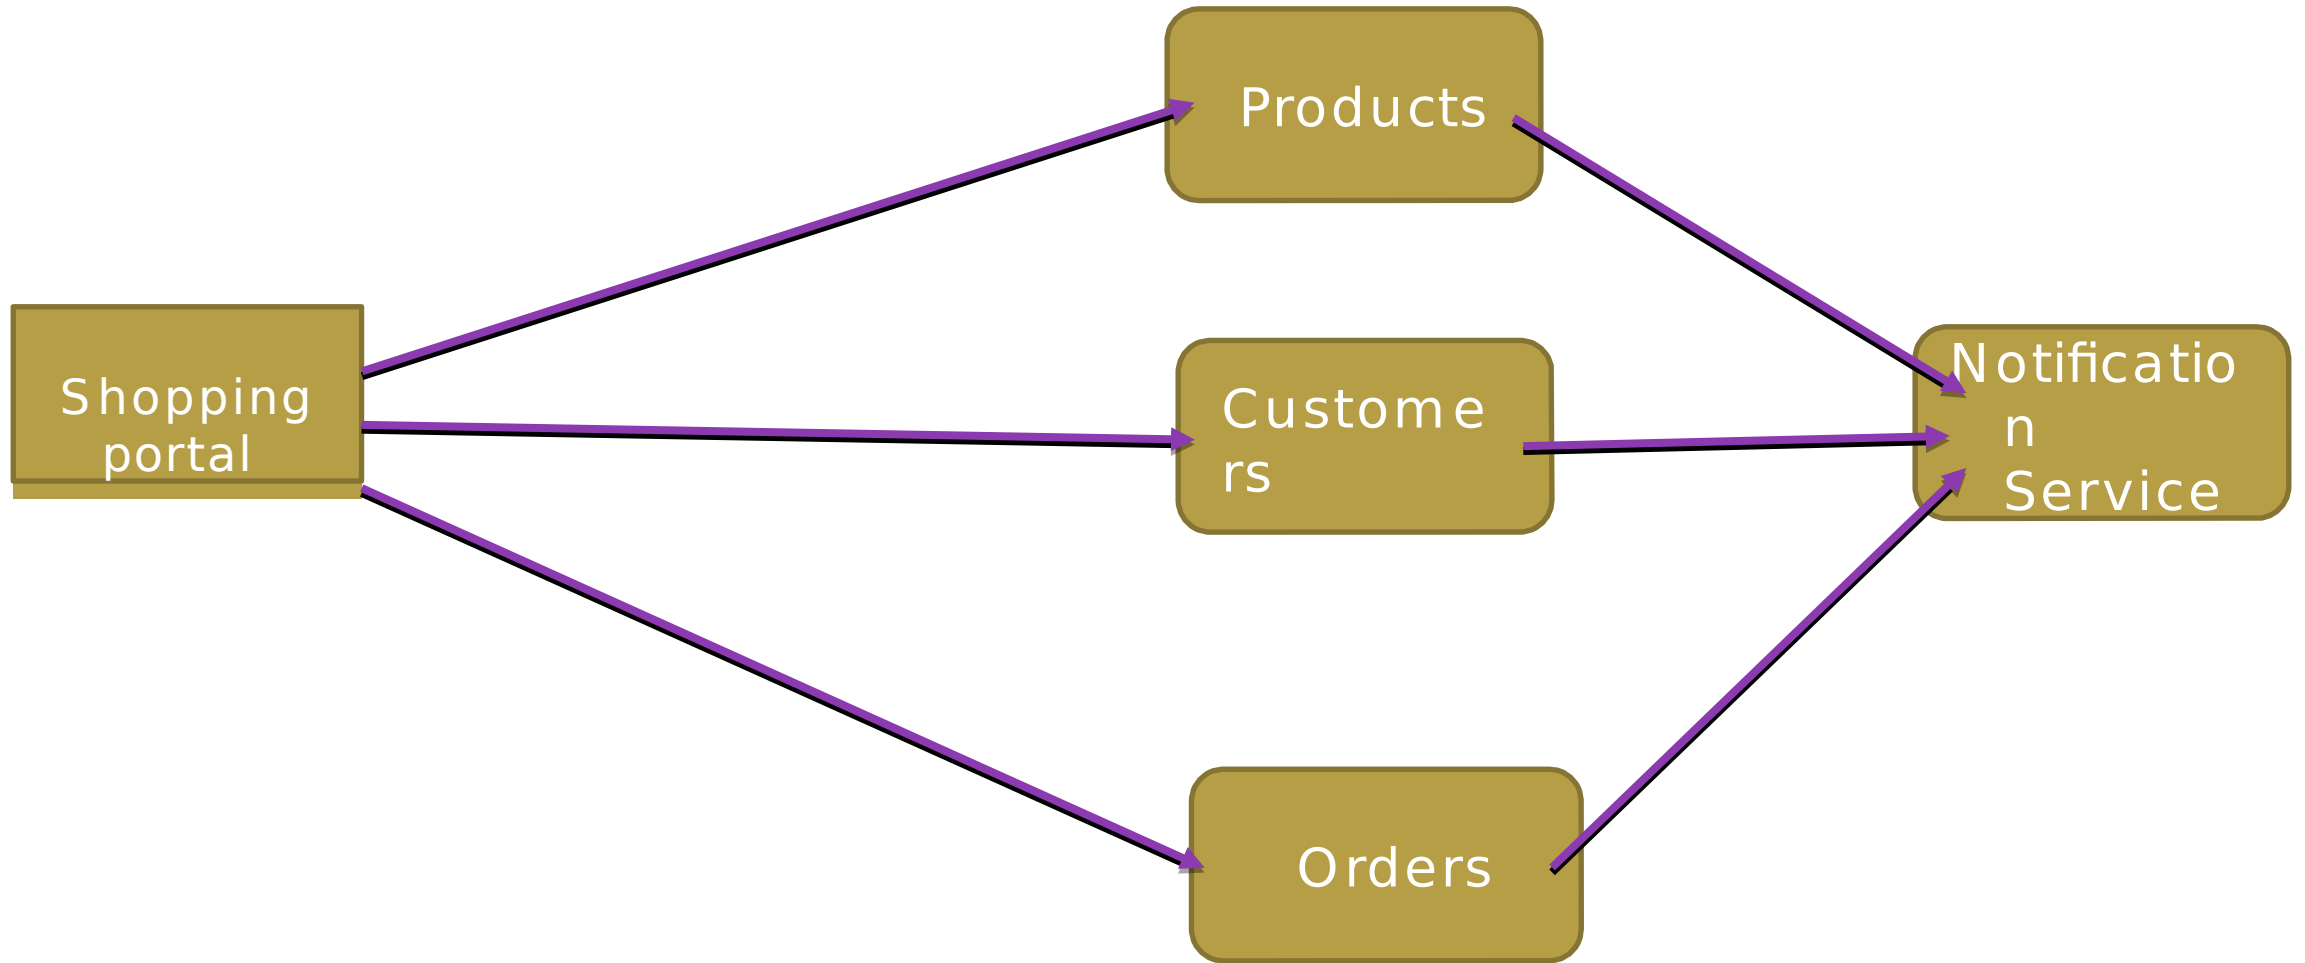 Products
Shopping
portal
Custome
rs
Notificatio
n
Service
Orders